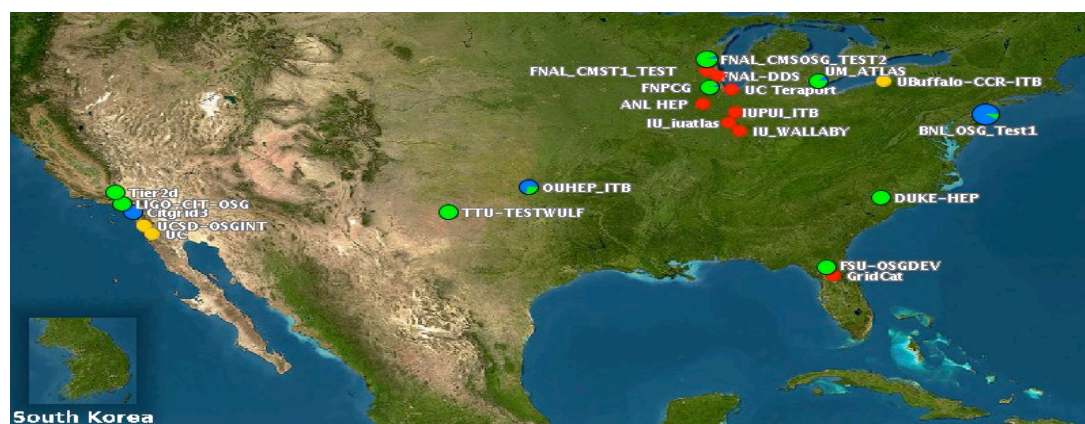 FNAL_CMSOSG_TEST2
FNAL_CMST1_TEST
FNAL-DDS
UM_ATLAS
FNPCG
UC Teraport
UBuffalo-CCR-ITB
ANL HEP
IUPUI_ITB
IU_iuatlas
IU_WALLABY
BNL_OSG_Test1
OUHEP_ITB
Tier2d
LIGO-CIT-OSG
Citgrid3
TTU-TESTWULF
DUKE-HEP
UCSD-OSGINT
UC
FSU-OSGDEV
GridCat
South Korea